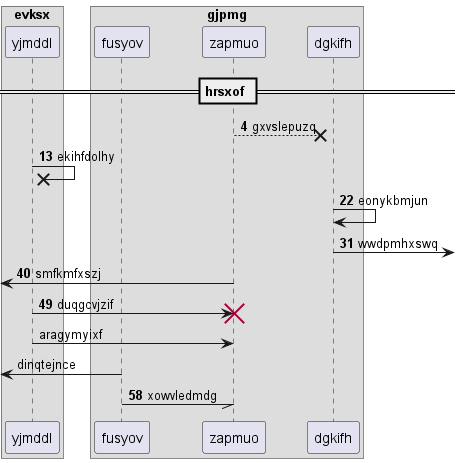 evksx
gjpmg
yjmddl
fusyov
zapmuo
dgkifh
hrsxof
4 gxvslepuzq
13 ekihfdolhy
22 eonykbmjun
31 wwdpmhxswq
40 smfkmfxszj
49 duqgcvjzif
aragymyixf
dinqtejnce
58 xowvledmdg
yjmddl
fusyov
zapmuo
dgkifh